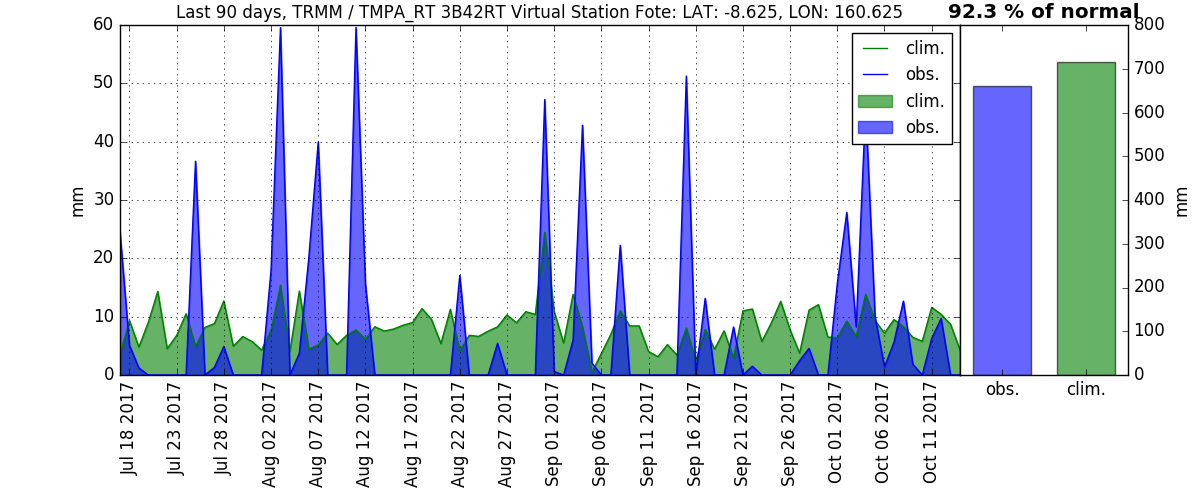 Last 90 days, TRMM / TMPA_RT 3B42RT Virtual Station Fote: LAT: -8.625, LON: 160.625
92.3 % of normal
clim.
obs.
clim.
obs.
60
50
40
30
20
10
0
mm
800
700
600
500
400
300
200
100
0
mm
Jul 18 2017
Jul 23 2017
Jul 28 2017
Aug 02 2017
Aug 07 2017
Aug 12 2017
Aug 17 2017
Aug 22 2017
Aug 27 2017
Sep 01 2017
Sep 06 2017
Sep 11 2017
Sep 16 2017
Sep 21 2017
Sep 26 2017
Oct 01 2017
Oct 06 2017
Oct 11 2017
obs.
clim.